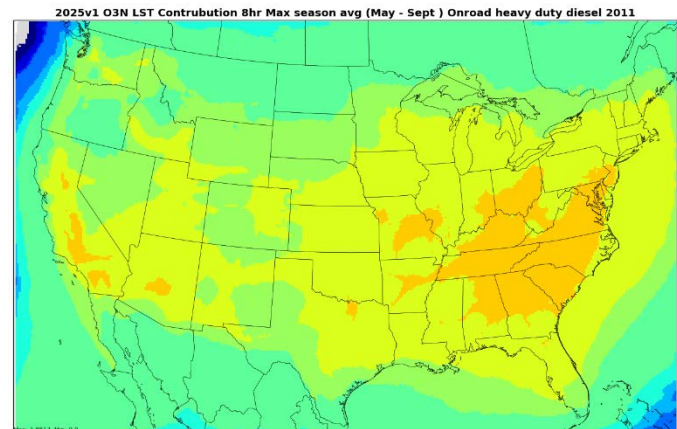 2025v1 O3N LST Contrubution 8hr Max season avg (May - Sept ) Onroad heavy duty diesel 2011